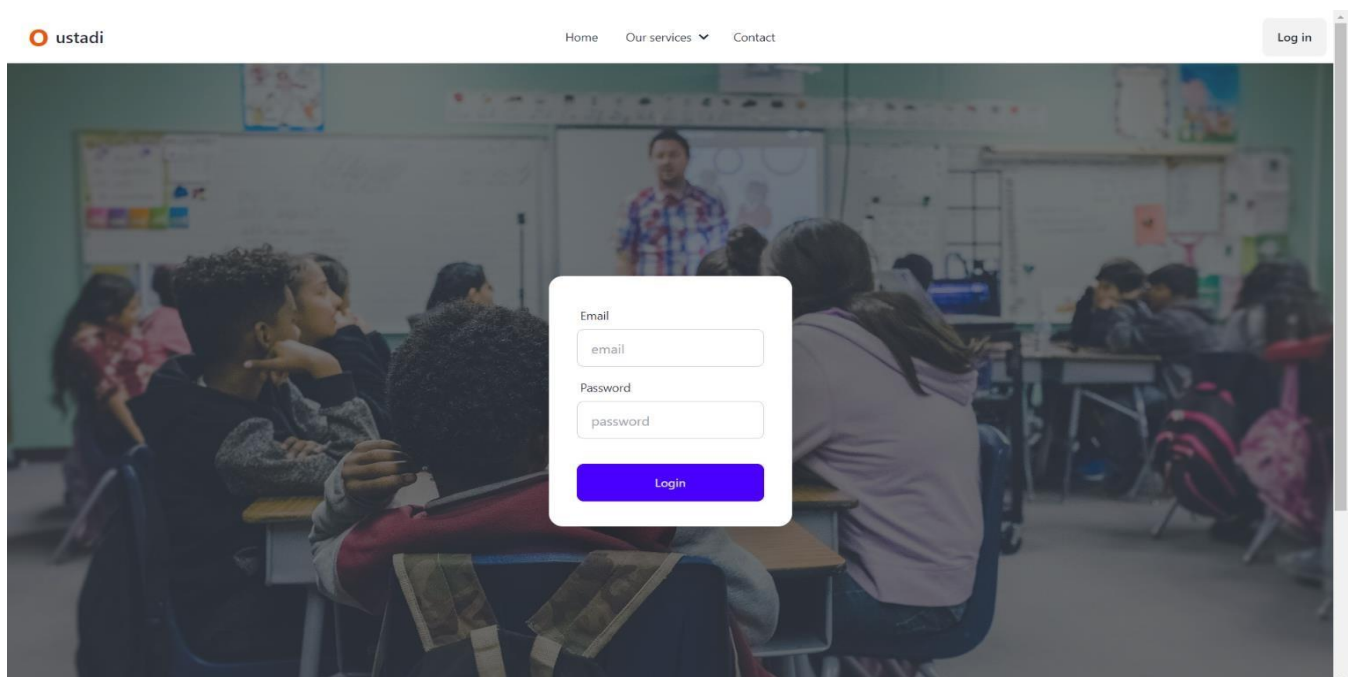 ustadi
Home Our services Contact
Log in
Email
email
Password
password
Login